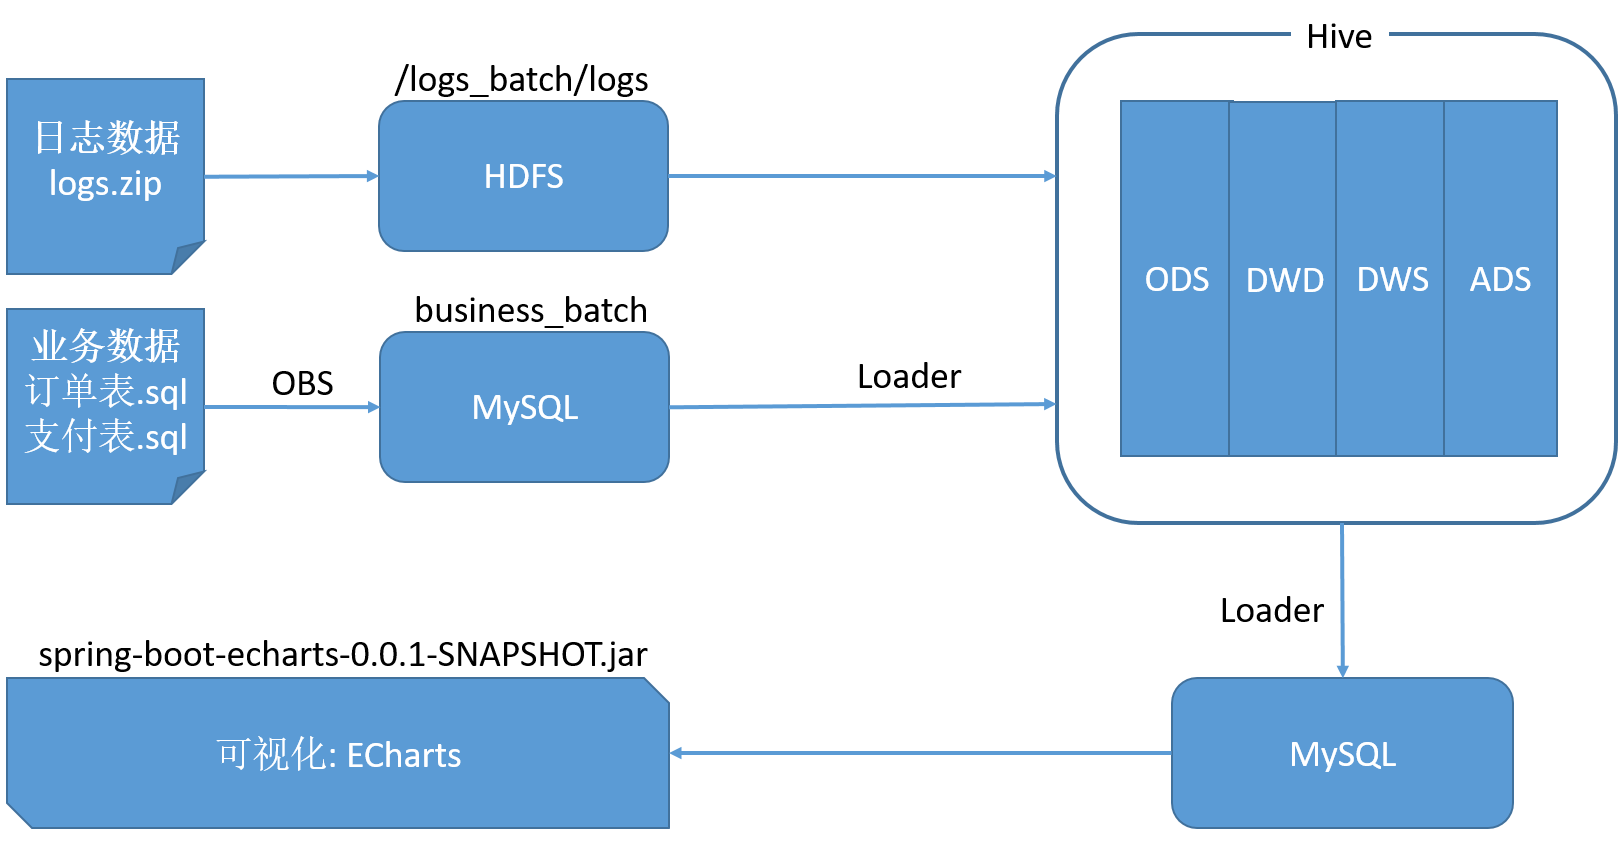 Hive
/logs_batch/logs
日志数据
logs.zip
HDFS
ODS
DWD
DWS
ADS
business_batch
业务数据
订单表.sql
支付表.sql
OBS
MySQL
Loader
Loader
spring-boot-echarts-0.0.1-SNAPSHOT.jar
可视化: ECharts
MySQL